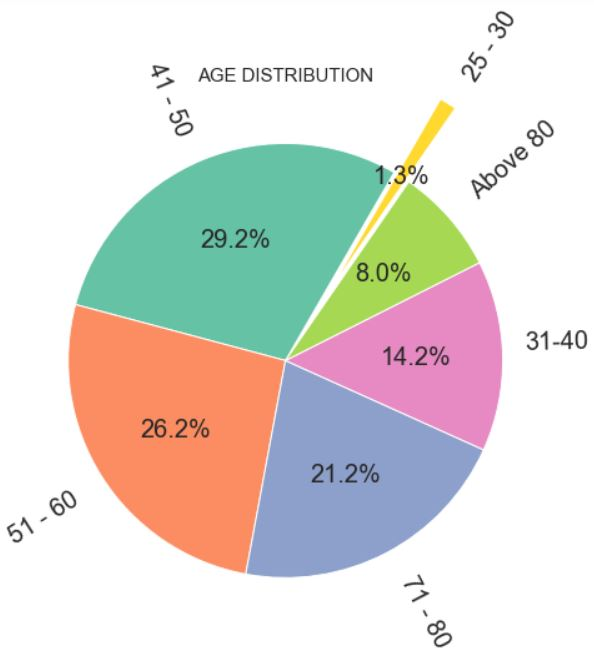 AGE DISTRIBUTION
25 - 30
1.3%
Above 80
8.0%
31-40
14.2%
71 - 80
21.2%
51 - 60
26.2%
41 - 50
29.2%